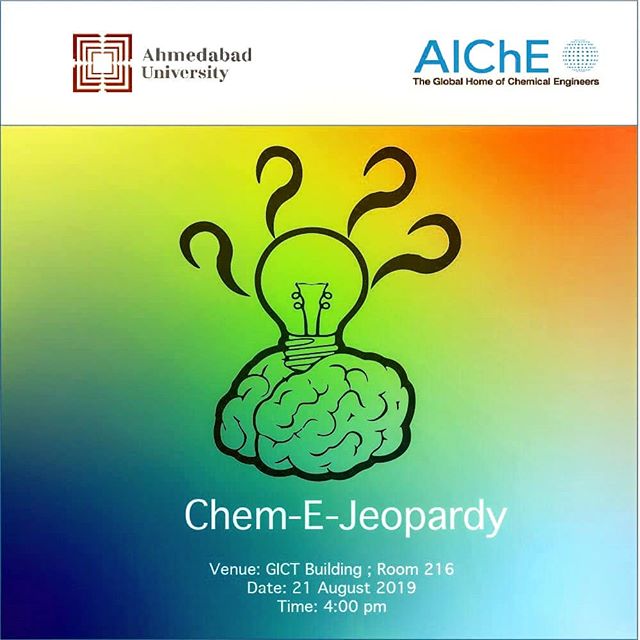 Ahmedabad
University
AIChE
The Global Home of Chemical Engineers
Chem-E-Jeopardy
Venue: GICT Building ; Room 216
Date: 21 August 2019
Time: 4:00 pm